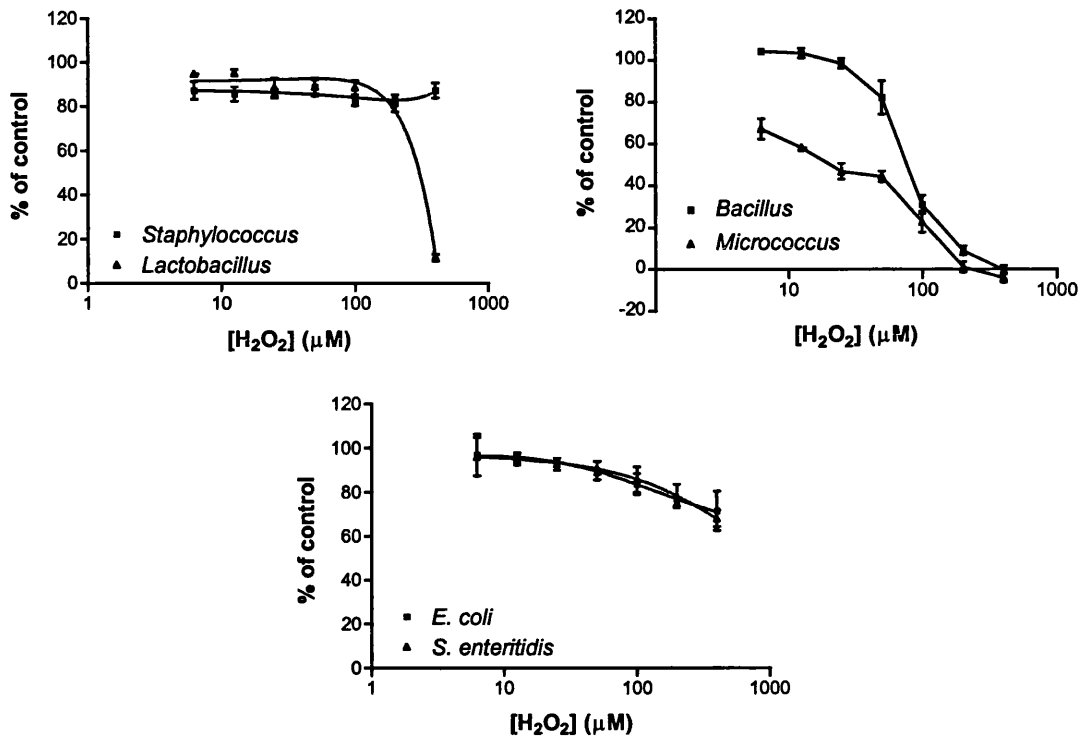 120
100
80
60
40
20
0
% of control
Staphylococcus
Lactobacillus
1
10
100
1000
[H₂O₂] (μM)
120
100
80
60
40
20
0
-20
% of control
Bacillus
Micrococcus
10
100
1000
[H₂O₂] (μM)
120
100
80
60
40
20
0
% of control
E. coli
S. enteritidis
1
10
100
1000
[H₂O₂] (μM)